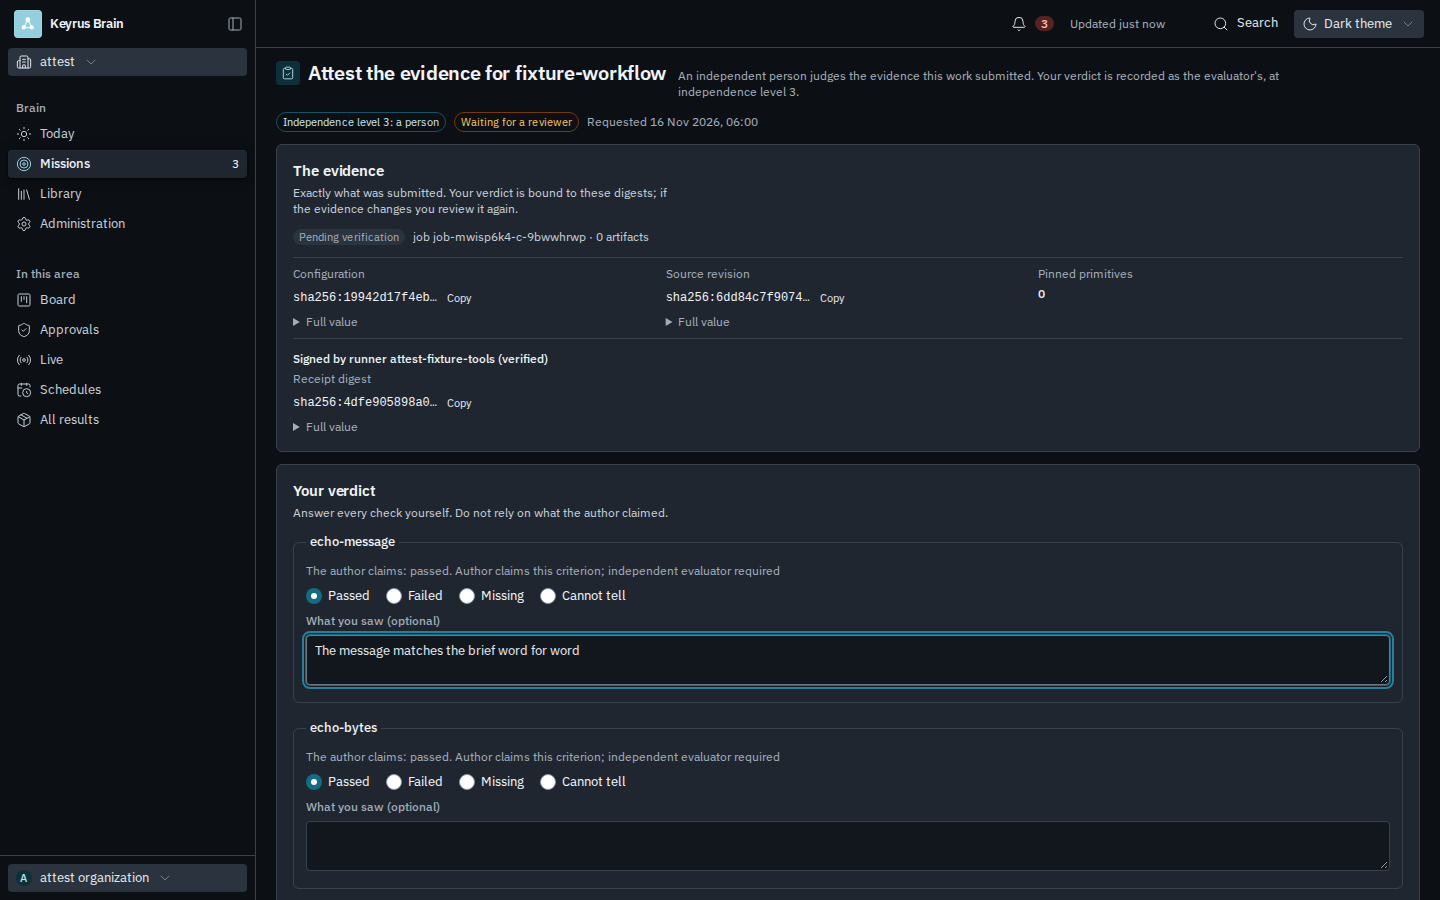 Keyrus Brain
attest
Brain
Today
Missions 3
Library
Administration
In this area
Board
Approvals
Live
Schedules
All results
A attest organization
3 Updated just now Search Dark theme
Attest the evidence for fixture-workflow
An independent person judges the evidence this work submitted. Your verdict is recorded as the evaluator's, at
independence level 3.
Independence level 3: a person Waiting for a reviewer Requested 16 Nov 2026, 06:00
The evidence
Exactly what was submitted. Your verdict is bound to these digests; if
the evidence changes you review it again.
Pending verification job job-mwisp6k4-c-9bwwhrwp · 0 artifacts
Configuration Source revision Pinned primitives
sha256:19942d17f4eb… Copy sha256:6dd84c7f9074… Copy 0
Full value Full value
Signed by runner attest-fixture-tools (verified)
Receipt digest
sha256:4dfe905898a0… Copy
Full value
Your verdict
Answer every check yourself. Do not rely on what the author claimed.
echo-message
The author claims: passed. Author claims this criterion; independent evaluator required
Passed Failed Missing Cannot tell
What you saw (optional)
The message matches the brief word for word
echo-bytes
The author claims: passed. Author claims this criterion; independent evaluator required
Passed Failed Missing Cannot tell
What you saw (optional)